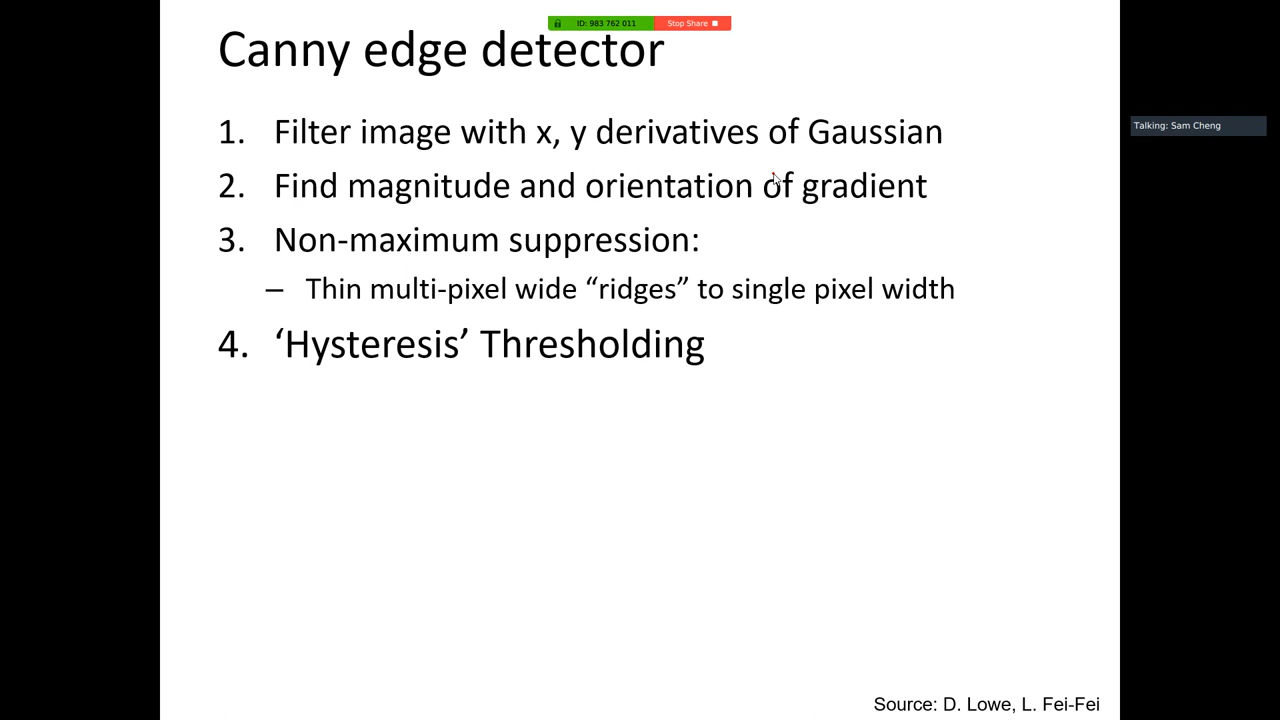 ID: 983 762 011 Stop Share
Canny edge detector
1. Filter image with x, y derivatives of Gaussian
Talking: Sam Cheng
2. Find magnitude and orientation of gradient
3. Non-maximum suppression:
– Thin multi-pixel wide “ridges” to single pixel width
4. ‘Hysteresis’ Thresholding
Source: D. Lowe, L. Fei-Fei